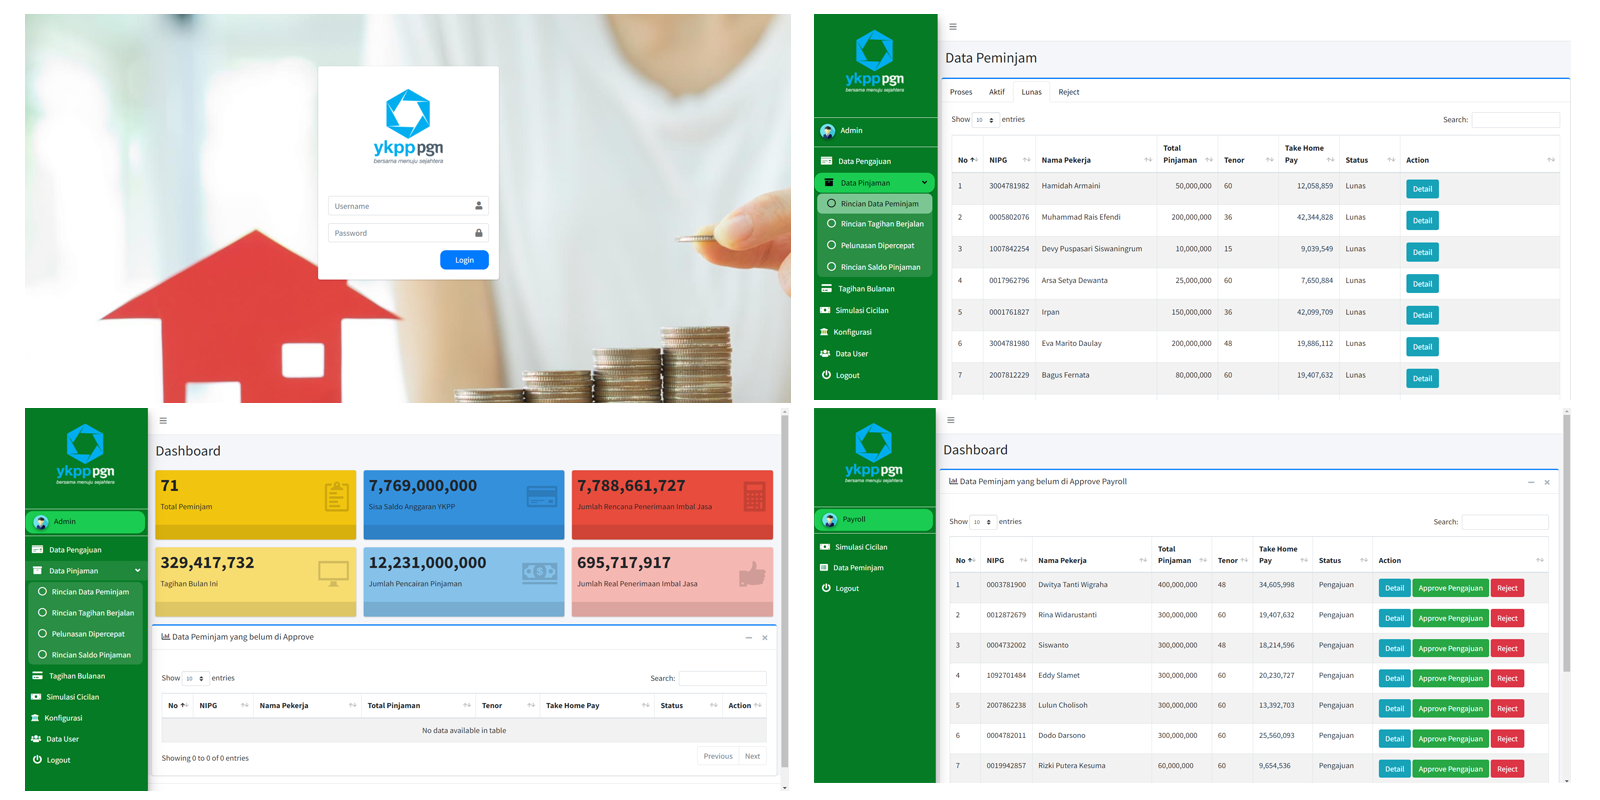 ykpp pgn
bersama menuju sejahtera
Username
Password
Login
ykpp pgn
bersama menuju sejahtera
Admin
Data Pengajuan
Data Pinjaman
Rincian Data Peminjam
Rincian Tagihan Berjalan
Pelunasan Dipercepat
Rincian Saldo Pinjaman
Tagihan Bulanan
Simulasi Cicilan
Konfigurasi
Data User
Logout
Data Peminjam
Proses Aktif Lunas Reject
Show 10 entries Search:
No NIPG Nama Pekerja Total Pinjaman Tenor Take Home Pay Status Action
1 3004781982 Hamidah Armaini 50,000,000 60 12,058,859 Lunas Detail
2 0005802076 Muhammad Rais Efendi 200,000,000 36 42,344,828 Lunas Detail
3 1007842254 Devy Puspasari Siswaningrum 10,000,000 15 9,039,549 Lunas Detail
4 0017962796 Arsa Setya Dewanta 25,000,000 60 7,650,884 Lunas Detail
5 0001761827 Irpan 150,000,000 36 42,099,709 Lunas Detail
6 3004781980 Eva Marito Daulay 200,000,000 48 19,886,112 Lunas Detail
7 2007812229 Bagus Fernata 80,000,000 60 19,407,632 Lunas Detail
ykpp pgn
bersama menuju sejahtera
Admin
Data Pengajuan
Data Pinjaman
Rincian Data Peminjam
Rincian Tagihan Berjalan
Pelunasan Dipercepat
Rincian Saldo Pinjaman
Tagihan Bulanan
Simulasi Cicilan
Konfigurasi
Data User
Logout
Dashboard
71
Total Peminjam
7,769,000,000
Sisa Saldo Anggaran YKPP
7,788,661,727
Jumlah Rencana Penerimaan Imbal Jasa
329,417,732
Tagihan Bulan Ini
12,231,000,000
Jumlah Pencairan Pinjaman
695,717,917
Jumlah Real Penerimaan Imbal Jasa
Data Peminjam yang belum di Approve
Show 10 entries Search:
No NIPG Nama Pekerja Total Pinjaman Tenor Take Home Pay Status Action
No data available in table
Showing 0 to 0 of 0 entries Previous Next
ykpp pgn
bersama menuju sejahtera
Payroll
Simulasi Cicilan
Data Peminjam
Logout
Dashboard
Data Peminjam yang belum di Approve Payroll
Show 10 entries Search:
No NIPG Nama Pekerja Total Pinjaman Tenor Take Home Pay Status Action
1 0003781900 Dwitya Tanti Wigraha 400,000,000 48 34,605,998 Pengajuan Detail Approve Pengajuan Reject
2 0012872679 Rina Widarustanti 300,000,000 60 19,407,632 Pengajuan Detail Approve Pengajuan Reject
3 0004732002 Siswanto 300,000,000 48 18,214,596 Pengajuan Detail Approve Pengajuan Reject
4 1092701484 Eddy Slamet 300,000,000 60 20,230,727 Pengajuan Detail Approve Pengajuan Reject
5 2007862238 Lulun Cholisoh 300,000,000 60 13,392,703 Pengajuan Detail Approve Pengajuan Reject
6 0004782011 Dodo Darsono 300,000,000 60 25,560,093 Pengajuan Detail Approve Pengajuan Reject
7 0019942857 Rizki Putera Kesuma 60,000,000 60 9,654,536 Pengajuan Detail Approve Pengajuan Reject